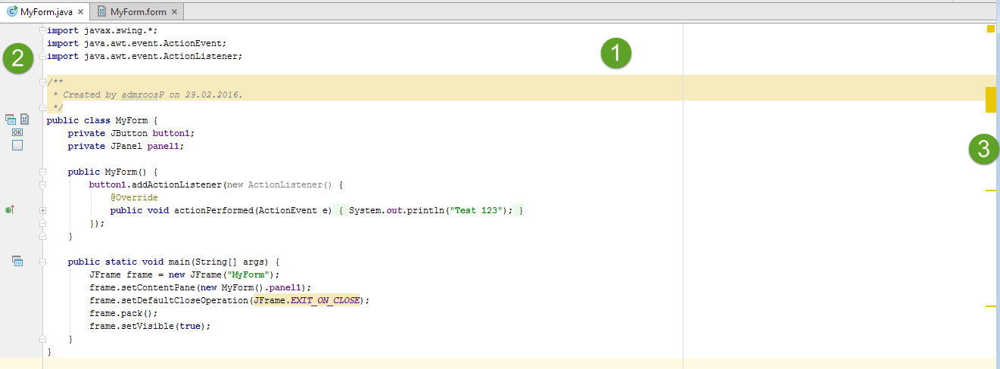 MyForm.java MyForm.form
import javax.swing.*;
import java.awt.event.ActionEvent;
import java.awt.event.ActionListener;
1
2
/**
* Created by admroosP on 29.02.2016.
*/
public class MyForm {
OK private JButton button1;
private JPanel panel1;
3
public MyForm() {
button1.addActionListener(new ActionListener() {
@Override
public void actionPerformed(ActionEvent e) { System.out.println("Test 123"); }
});
}
public static void main(String[] args) {
JFrame frame = new JFrame("MyForm");
frame.setContentPane(new MyForm().panel1);
frame.setDefaultCloseOperation(JFrame.EXIT_ON_CLOSE);
frame.pack();
frame.setVisible(true);
}
}